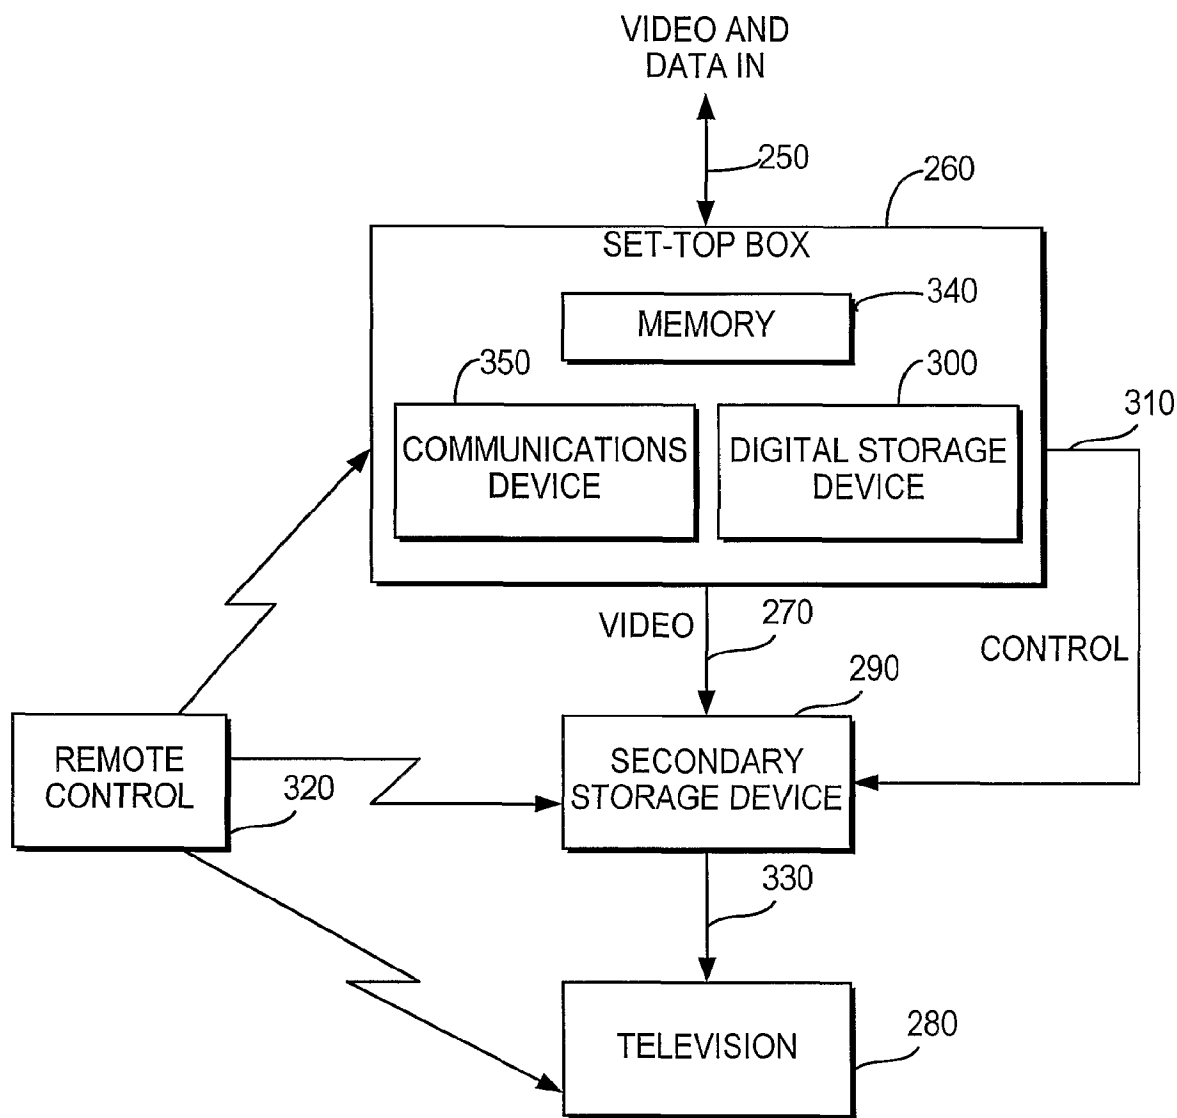 VIDEO AND
DATA IN
250
260
SET-TOP BOX
340
MEMORY
350
300
310
COMMUNICATIONS
DEVICE
DIGITAL STORAGE
DEVICE
VIDEO
270
CONTROL
290
REMOTE
CONTROL
320
SECONDARY
STORAGE DEVICE
330
TELEVISION
280